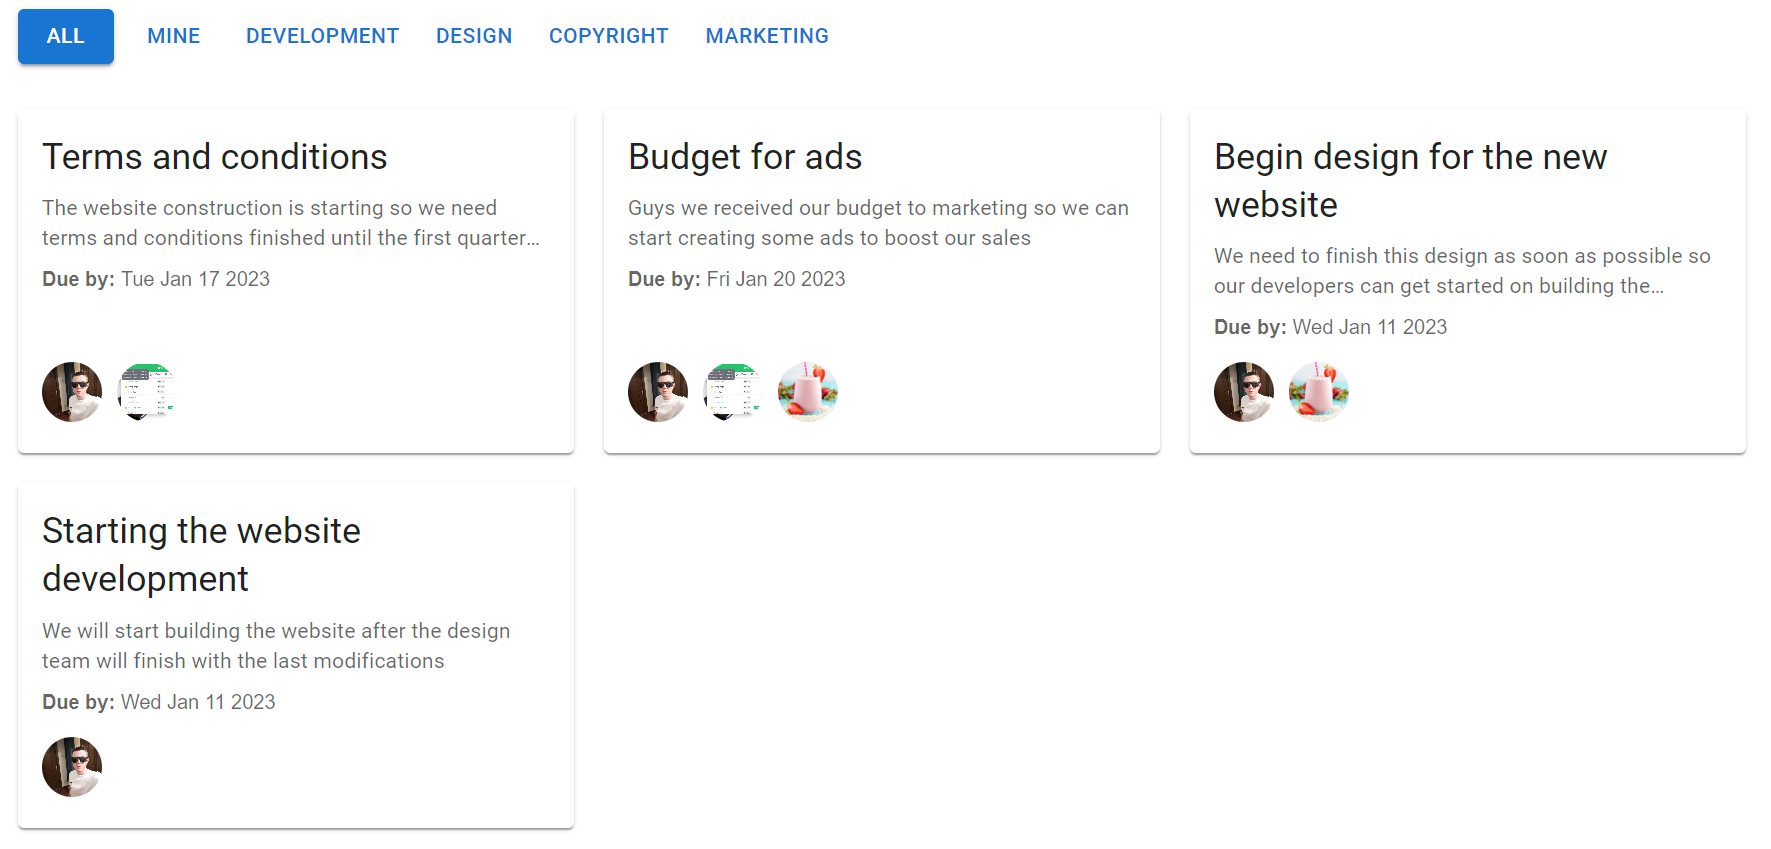 ALL MINE DEVELOPMENT DESIGN COPYRIGHT MARKETING
Terms and conditions
The website construction is starting so we need
terms and conditions finished until the first quarter...
Due by: Tue Jan 17 2023
Budget for ads
Guys we received our budget to marketing so we can
start creating some ads to boost our sales
Due by: Fri Jan 20 2023
Begin design for the new
website
We need to finish this design as soon as possible so
our developers can get started on building the...
Due by: Wed Jan 11 2023
Starting the website
development
We will start building the website after the design
team will finish with the last modifications
Due by: Wed Jan 11 2023